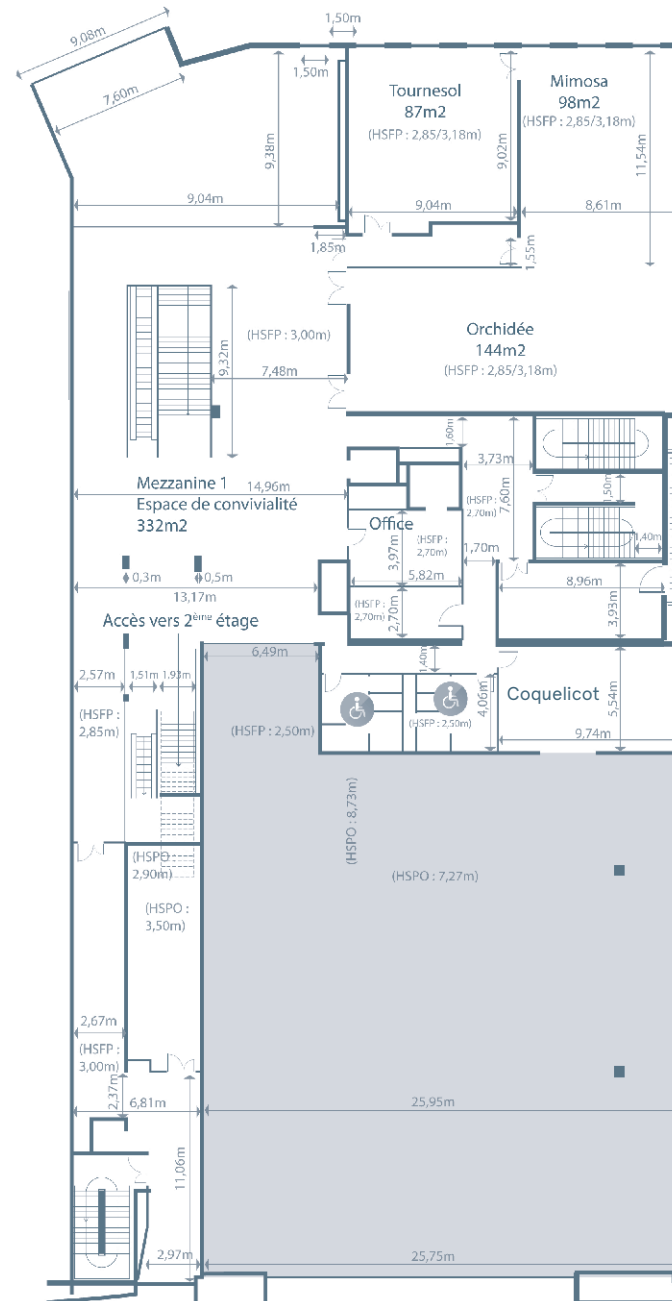 1,50m
9,08m
1,50m
7,60m
Tournesol
87m2
(HSFP : 2,85/3,18m)
Mimosa
98m2
(HSFP : 2,85/3,18m)
9,38m
9,02m
11,54m
9,04m
9,04m
8,61m
1,85m
1,55m
(HSFP : 3,00m)
9,32m
7,48m
Orchidée
144m2
(HSFP : 2,85/3,18m)
1,60m
3,73m
(HSFP :
2,70m)
7,60m
1,50m
1,40m
Mezzanine 1
14,96m
Espace de convivialité
332m2
Office
(HSFP :
2,70m)
3,97m
5,82m
1,70m
0,3m
0,5m
13,17m
(HSFP :
2,70m)
2,70m
8,96m
3,93m
Accès vers 2ème étage
6,49m
1,40m
2,57m
1,51m
1,93m
(HSFP :
2,85m)
(HSFP : 2,50m)
(HSFP : 2,50m)
4,06m
Coquelicot
5,54m
9,74m
(HSPO : 8,73m)
(HSPO : 7,27m)
(HSPO :
2,90m)
(HSPO :
3,50m)
2,67m
(HSFP :
3,00m)
2,37m
6,81m
25,95m
11,06m
2,97m
25,75m